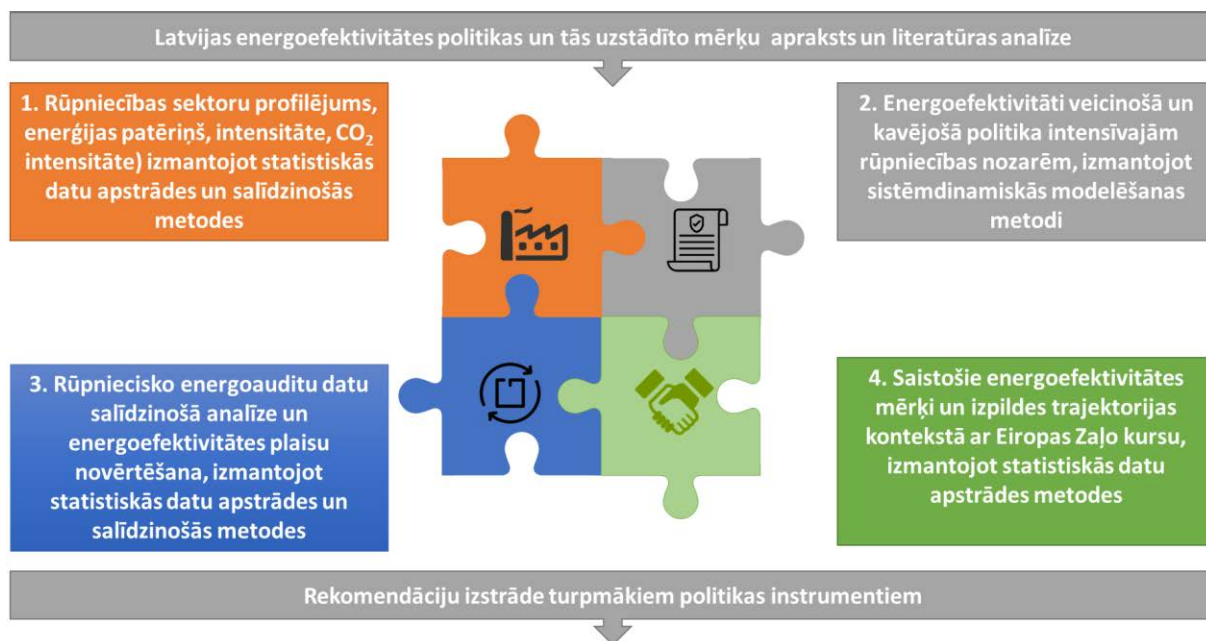 Latvijas energoefektivitātes politikas un tās uzstādīto mērķu apraksts un literatūras analīze
1. Rūpniecības sektoru profilējums,
enerģijas patēriņš, intensitāte, CO₂
intensitāte) izmantojot statistiskās
datu apstrādes un salīdzinošās
metodes
2. Energoefektivitāti veicinošā un
kavējošā politika intensīvajām
rūpniecības nozarēm, izmantojot
sistēmdinamiskās modelēšanas
metodi
3. Rūpniecisko energoauditu datu
salīdzinošā analīze un
energoefektivitātes plaisu
novērtēšana, izmantojot
statistiskās datu apstrādes un
salīdzinošās metodes
4. Saistošie energoefektivitātes
mērķi un izpildes trajektorijas
kontekstā ar Eiropas Zaļo kursu,
izmantojot statistiskās datu
apstrādes metodes
Rekomendāciju izstrāde turpmākiem politikas instrumentiem